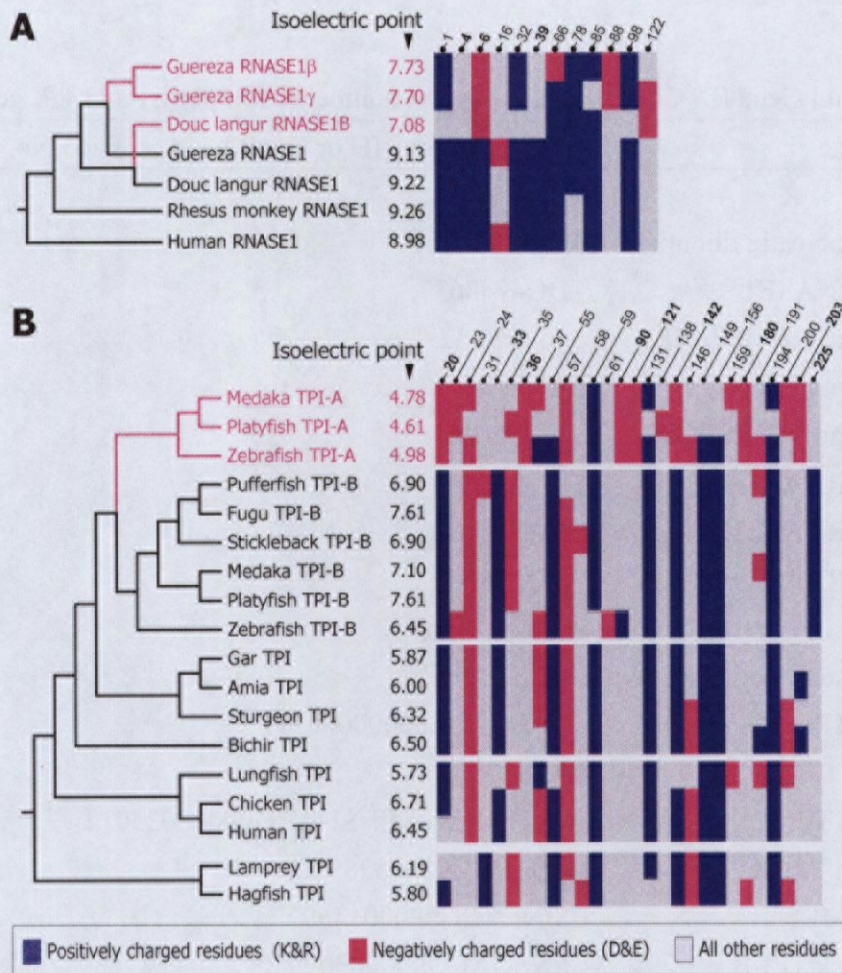 A
Isoelectric point
1 4 6 16 32 39 66 78 85 88 98 122
Guereza RNASE1β 7.73
Guereza RNASE1γ 7.70
Douc langur RNASE1B 7.08
Guereza RNASE1 9.13
Douc langur RNASE1 9.22
Rhesus monkey RNASE1 9.26
Human RNASE1 8.98
B
Isoelectric point
20 23 24 31 33 35 36 37 55 57 58 59 61 90 121 131 138 142 146 149 156 159 180 191 194 200 203 225
Medaka TPI-A 4.78
Platyfish TPI-A 4.61
Zebrafish TPI-A 4.98
Pufferfish TPI-B 6.90
Fugu TPI-B 7.61
Stickleback TPI-B 6.90
Medaka TPI-B 7.10
Platyfish TPI-B 7.61
Zebrafish TPI-B 6.45
Gar TPI 5.87
Amia TPI 6.00
Sturgeon TPI 6.32
Bichir TPI 6.50
Lungfish TPI 5.73
Chicken TPI 6.71
Human TPI 6.45
Lamprey TPI 6.19
Hagfish TPI 5.80
Positively charged residues (K&R) Negatively charged residues (D&E) All other residues